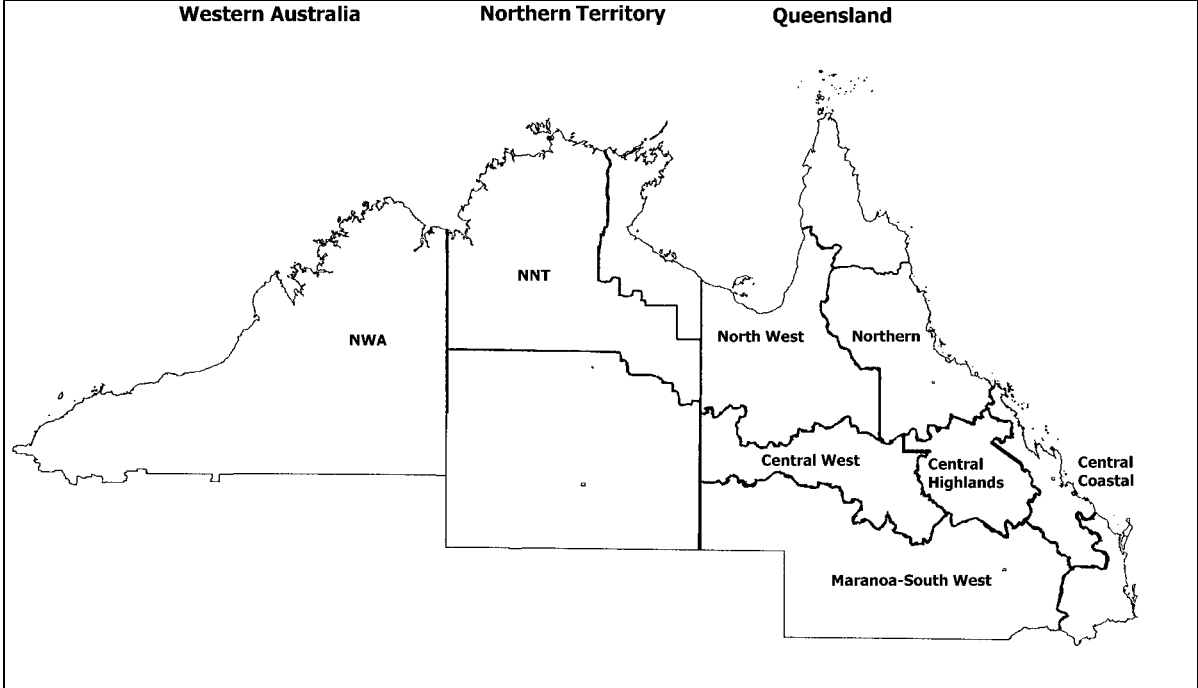 Western Australia
Northern Territory
Queensland
NNT
NWA
North West
Northern
Central West
Central
Highlands
Central
Coastal
Maranoa-South West